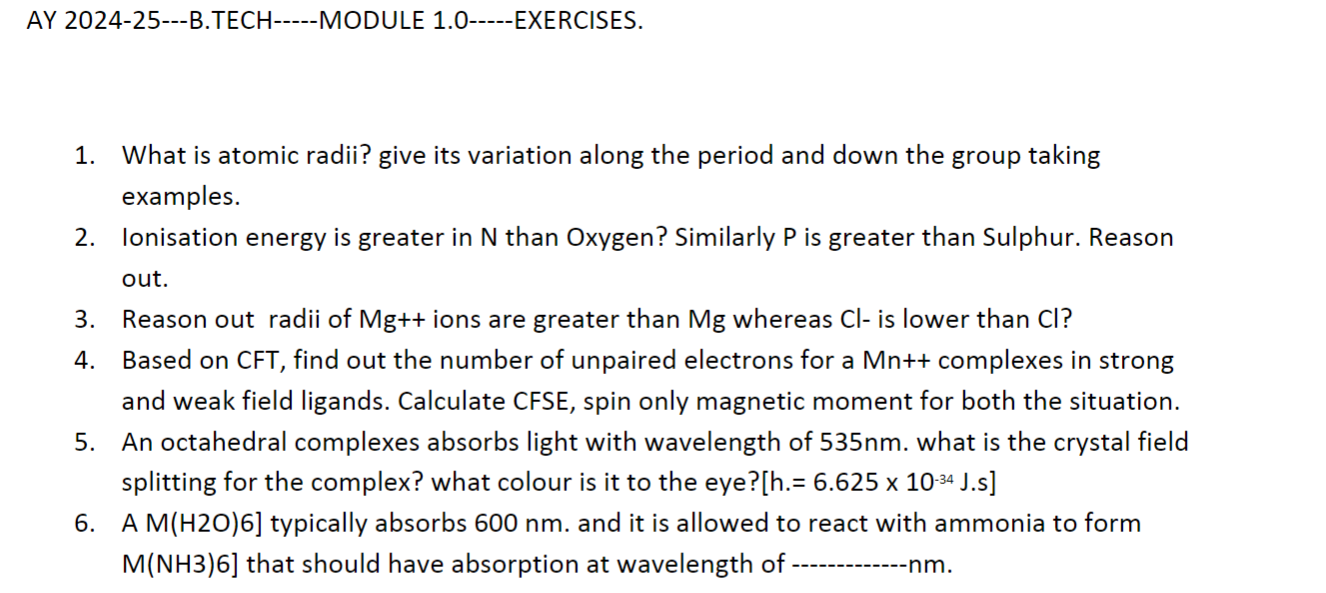 AY 2024-25---B.TECH-----MODULE 1.0-----EXERCISES.
1. What is atomic radii? give its variation along the period and down the group taking
examples.
2. Ionisation energy is greater in N than Oxygen? Similarly P is greater than Sulphur. Reason
out.
3. Reason out  radii of Mg++ ions are greater than Mg whereas Cl- is lower than Cl?
4. Based on CFT, find out the number of unpaired electrons for a Mn++ complexes in strong
and weak field ligands. Calculate CFSE, spin only magnetic moment for both the situation.
5. An octahedral complexes absorbs light with wavelength of 535nm. what is the crystal field
splitting for the complex? what colour is it to the eye?[h.= 6.625 x 10⁻³⁴ J.s]
6. A M(H2O)6] typically absorbs 600 nm. and it is allowed to react with ammonia to form
M(NH3)6] that should have absorption at wavelength of -------------nm.